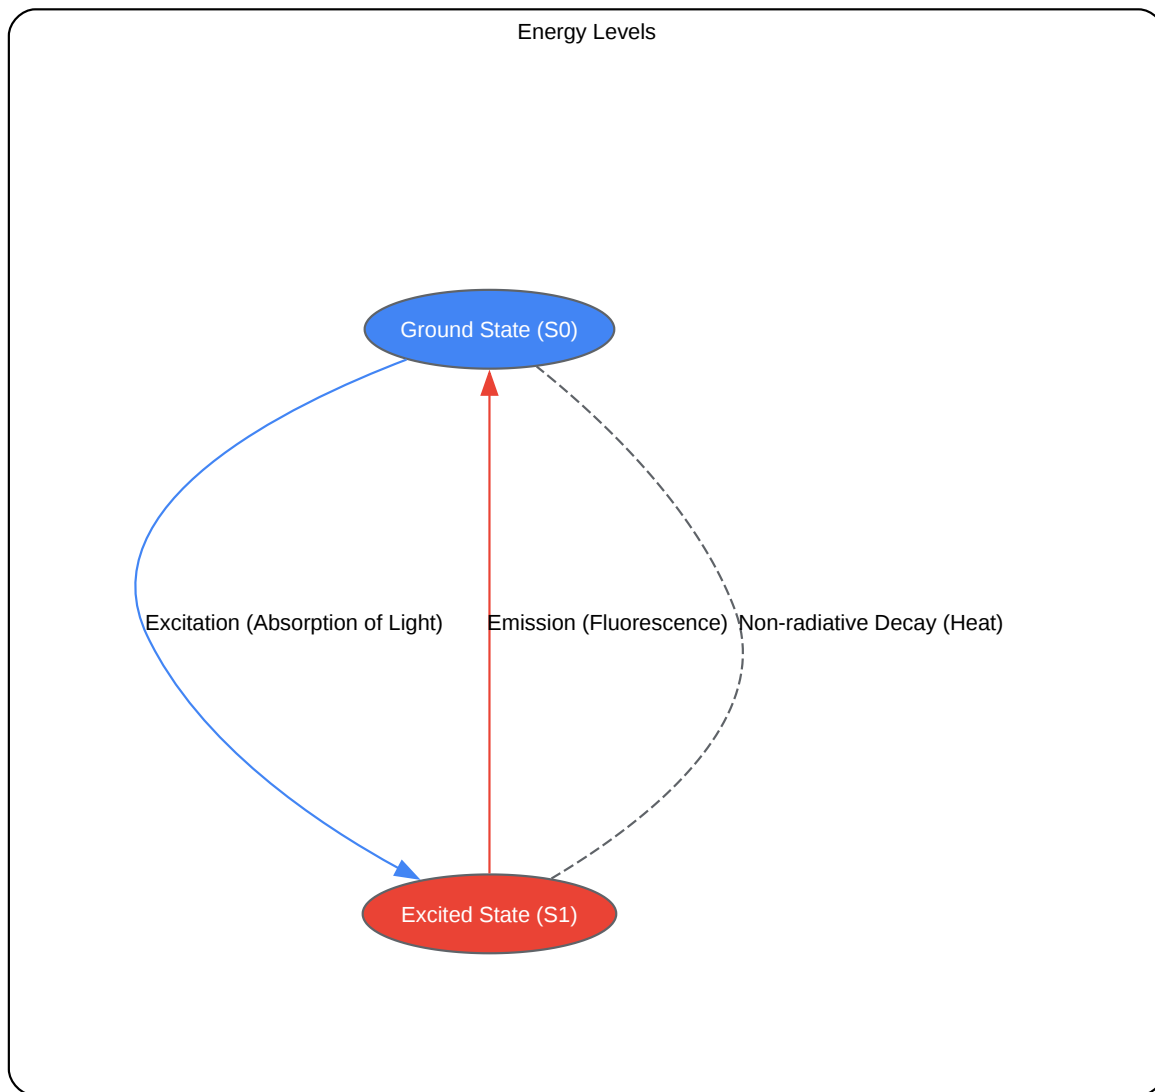 Energy Levels
Ground State (S0)
Excitation (Absorption of Light)
Emission (Fluorescence)
Non-radiative Decay (Heat)
Excited State (S1)